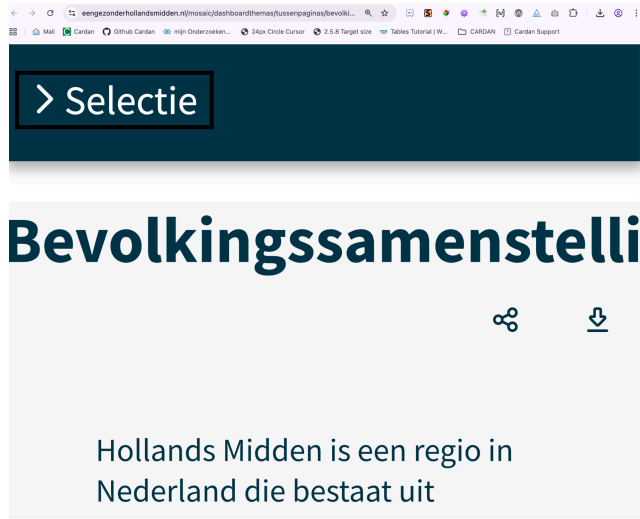 eengezonderhollandsmidden.nl/mosaic/dashboardthemas/tussenpaginas/bevolki...
Mail Cardan Github Cardan mijn Onderzoeken... 24px Circle Cursor 2.5.8 Target size Tables Tutorial | W... CARDAN Cardan Support
Selectie
Bevolkingssamenstelli
Hollands Midden is een regio in
Nederland die bestaat uit